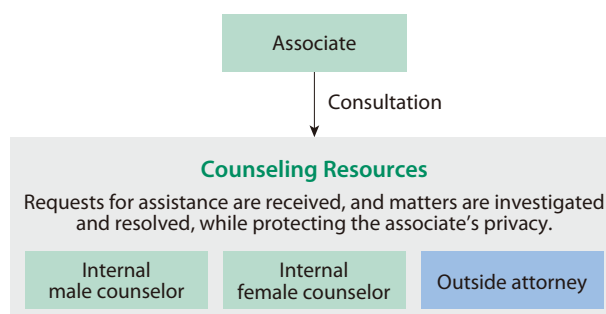 Associate
Consultation
Counseling Resources
Requests for assistance are received, and matters are investigated
and resolved, while protecting the associate’s privacy.
Internal
male counselor
Internal
female counselor
Outside attorney